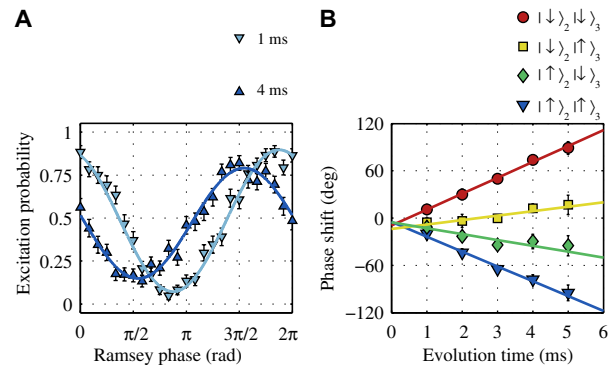 A
1 ms
4 ms
Excitation probability
1
0.75
0.5
0.25
0
0
π/2
π
3π/2
2π
Ramsey phase (rad)
B
|↓⟩₂|↓⟩₃
|↓⟩₂|↑⟩₃
|↑⟩₂|↓⟩₃
|↑⟩₂|↑⟩₃
Phase shift (deg)
120
60
0
−60
−120
0 1 2 3 4 5 6
Evolution time (ms)